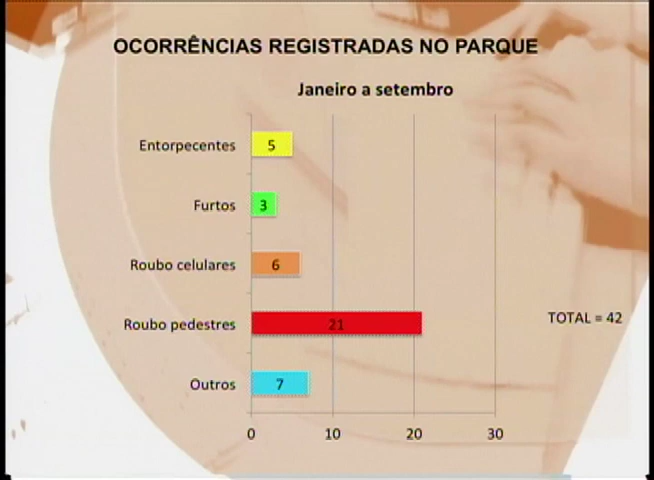 OCORRÊNCIAS REGISTRADAS NO PARQUE
Janeiro a setembro
Entorpecentes 5
Furtos 3
Roubo celulares 6
Roubo pedestres 21
TOTAL = 42
Outros 7
0 10 20 30